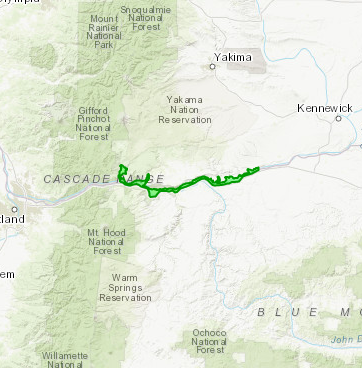 Olympia
Snoqualmie
National
Forest
Mount
Rainier
National
Park
Yakima
Yakama
Nation
Reservation
Kennewick
Gifford
Pinchot
National
Forest
CASCADE RANGE
land
Mt. Hood
National
Forest
em
Warm
Springs
Reservation
BLUE MO
Ochoco
National
Forest
John
Willamette
National